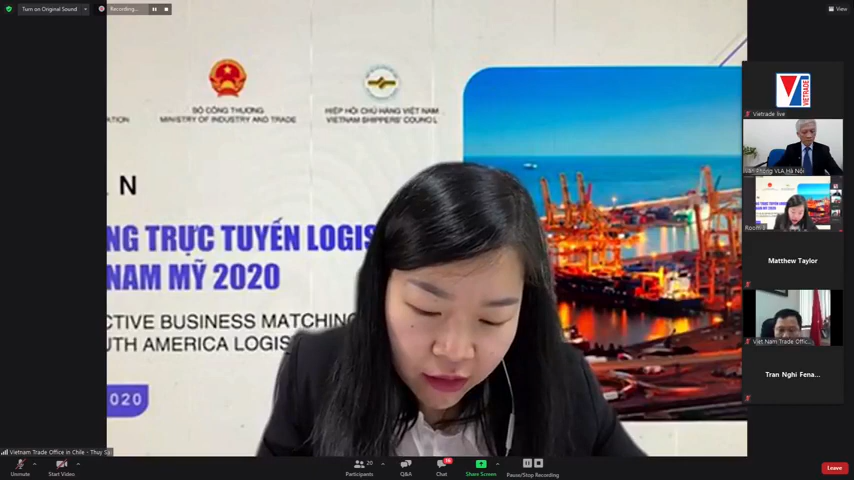 Turn on Original Sound
Recording...
View
BỘ CÔNG THƯƠNG
MINISTRY OF INDUSTRY AND TRADE
HIỆP HỘI CHỦ HÀNG VIỆT NAM
VIETNAM SHIPPERS' COUNCIL
ATION
N
NG TRỰC TUYẾN LOGIS
NAM MỸ 2020
CTIVE BUSINESS MATCHING
UTH AMERICA LOGIS
020
VIETRADE
Vietrade live
Văn Phòng VLA Hà Nội
Room
Matthew Taylor
Viet Nam Trade Offic...
Tran Nghi Fena...
Vietnam Trade Office in Chile - Thuy Sa
Unmute
Start Video
Participants
20
Q&A
Chat
Share Screen
Pause/Stop Recording
Leave